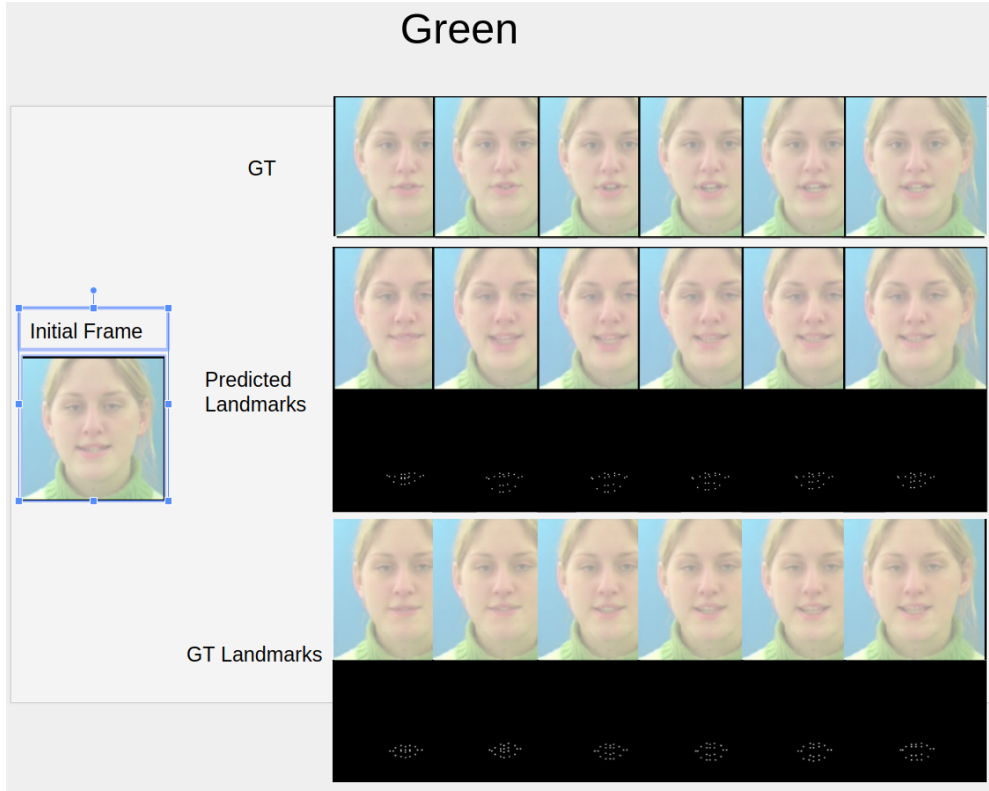 Green
GT
Initial Frame
Predicted
Landmarks
GT Landmarks